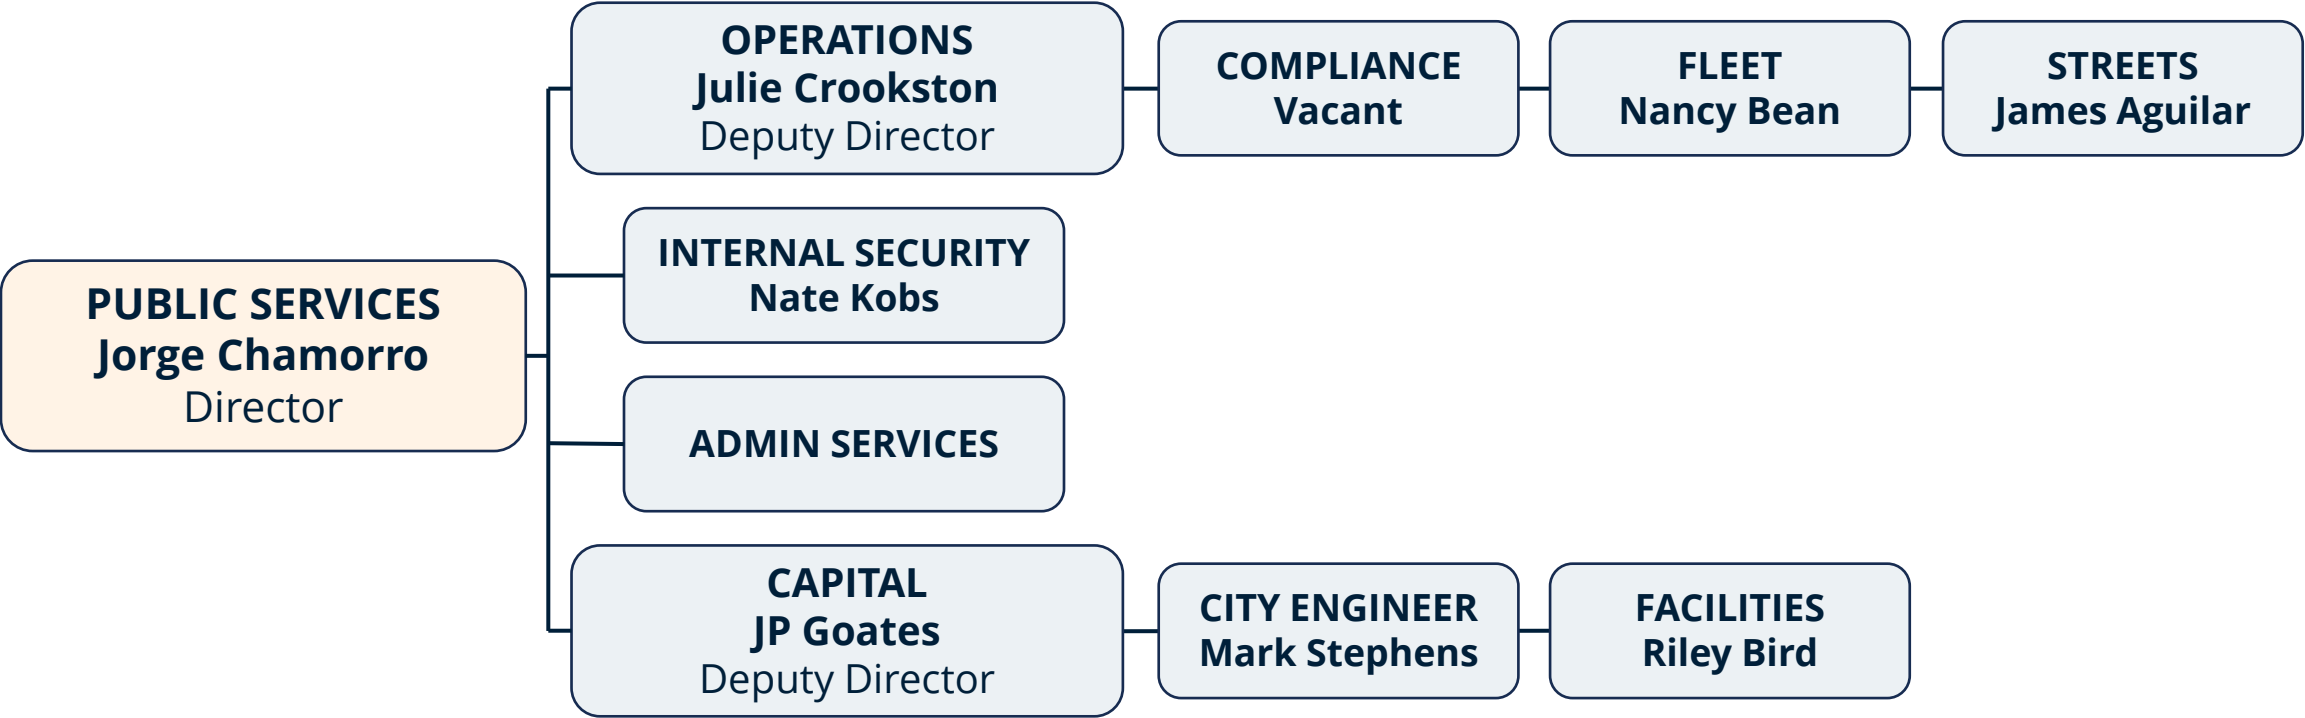 OPERATIONS
Julie Crookston
Deputy Director
COMPLIANCE
Vacant
FLEET
Nancy Bean
STREETS
James Aguilar
INTERNAL SECURITY
Nate Kobs
PUBLIC SERVICES
Jorge Chamorro
Director
ADMIN SERVICES
CAPITAL
JP Goates
Deputy Director
CITY ENGINEER
Mark Stephens
FACILITIES
Riley Bird